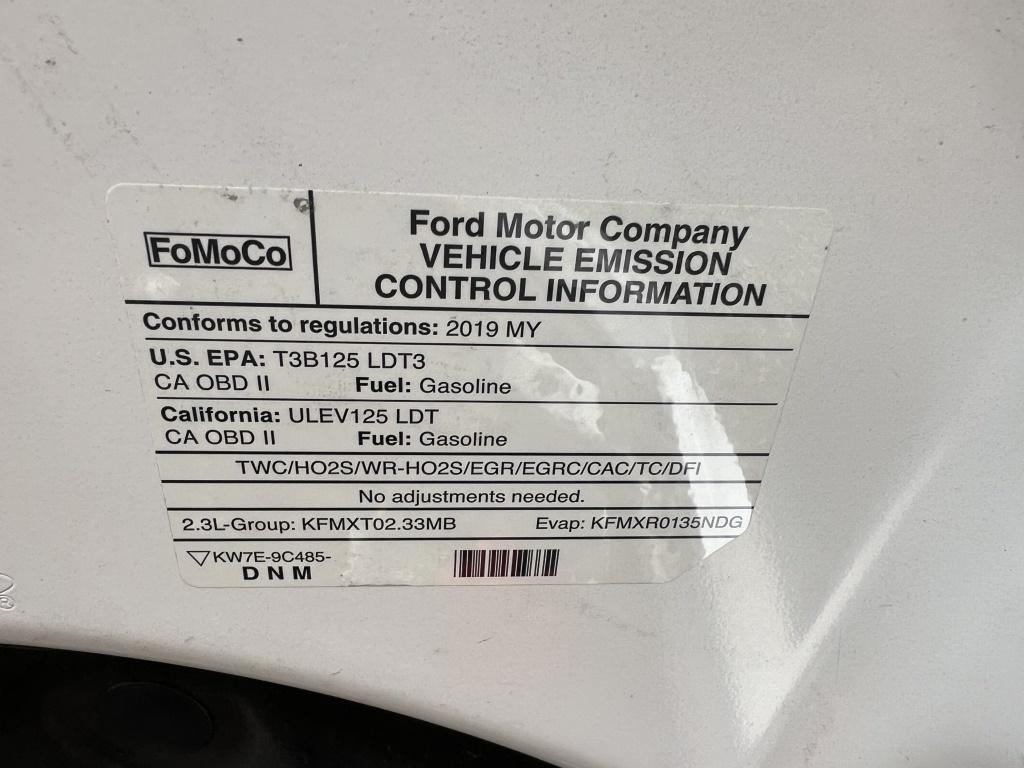 FoMoCo
Ford Motor Company
VEHICLE EMISSION
CONTROL INFORMATION
Conforms to regulations: 2019 MY
U.S. EPA: T3B125 LDT3
CA OBD II Fuel: Gasoline
California: ULEV125 LDT
CA OBD II Fuel: Gasoline
TWC/HO2S/WR-HO2S/EGR/EGRC/CAC/TC/DFI
No adjustments needed.
2.3L-Group: KFMXT02.33MB Evap: KFMXR0135NDG
KW7E-9C485-
D N M